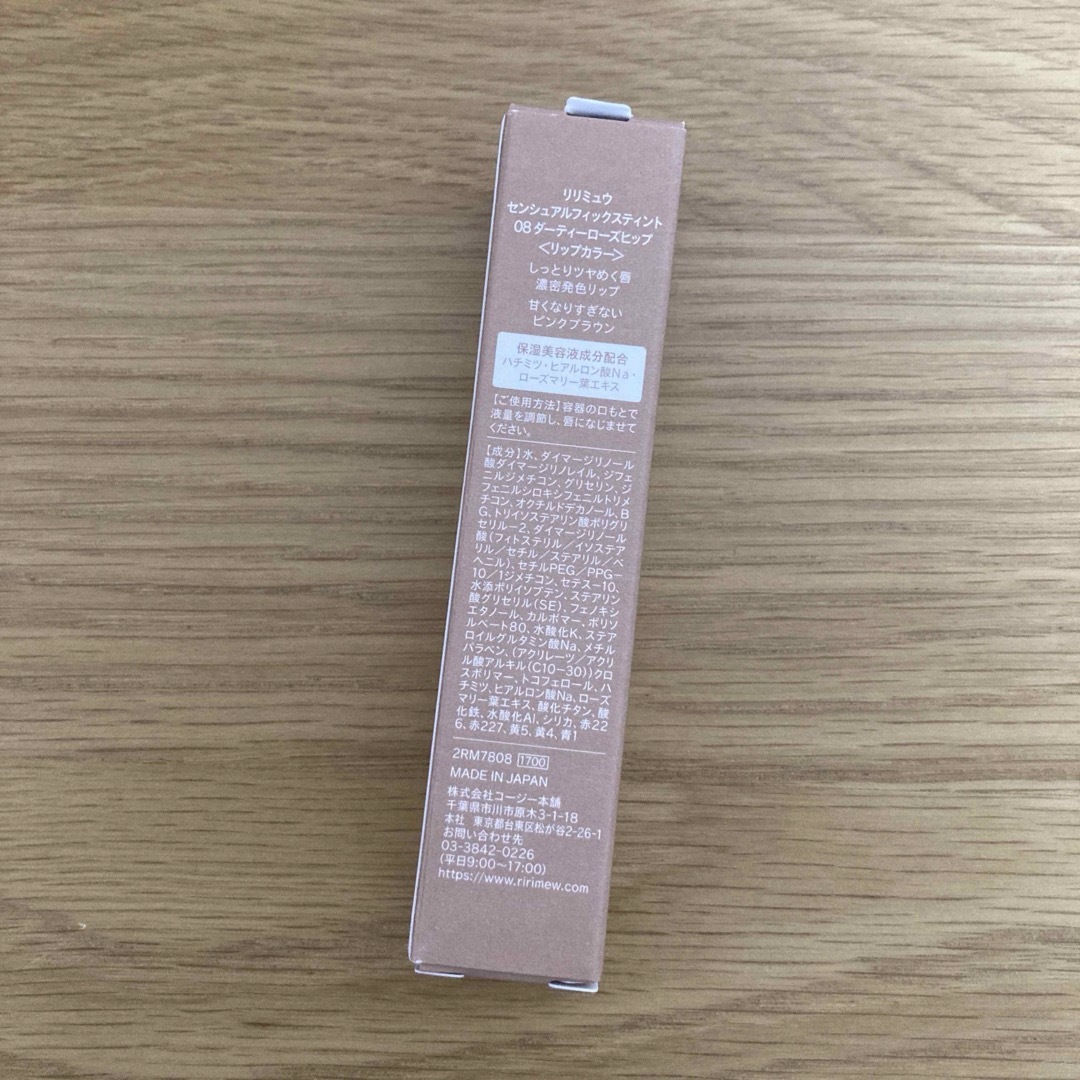 リリミュウ
センシュアルフィックスティント
08ダーティーローズヒップ
<リップカラー>
しっとりツヤめく唇
濃密発色リップ
甘くなりすぎない
ピンクブラウン
保湿美容液成分配合
ハチミツ・ヒアルロン酸Na・
ローズマリー葉エキス
【ご使用方法】容器の口もとで
液量を調節し、唇になじませて
ください。
【成分】水、ダイマージリノール
酸ダイマージリノレイル、ジフェ
ニルジメチコン、グリセリン、ジ
フェニルシロキシフェニルトリメ
チコン、オクチルドデカノール、B
G、トリイソステアリン酸ポリグリ
セリル-2、ダイマージリノール
酸(フィトステリル/イソステア
リル/セチル/ステアリル/ベ
ヘニル)、セチルPEG/PPG-
10/1ジメチコン、セテス-10、
水添ポリイソブテン、ステアリン
酸グリセリル(SE)、フェノキシ
エタノール、カルボマー、ポリソ
ルベート80、水酸化K、ステア
ロイルグルタミン酸Na、メチル
パラベン、(アクリレーツ/アクリ
ル酸アルキル(C10-30))クロ
スポリマー、トコフェロール、ハ
チミツ、ヒアルロン酸Na、ローズ
マリー葉エキス、酸化チタン、酸
化鉄、水酸化Al、シリカ、赤22
6、赤227、黄5、黄4、青1
2RM7808 1700
MADE IN JAPAN
株式会社コージー本舗
千葉県市川市原木3-1-18
本社 東京都台東区松が谷2-26-1
お問い合わせ先
03-3842-0226
(平日9:00～17:00)
https://www.ririmew.com